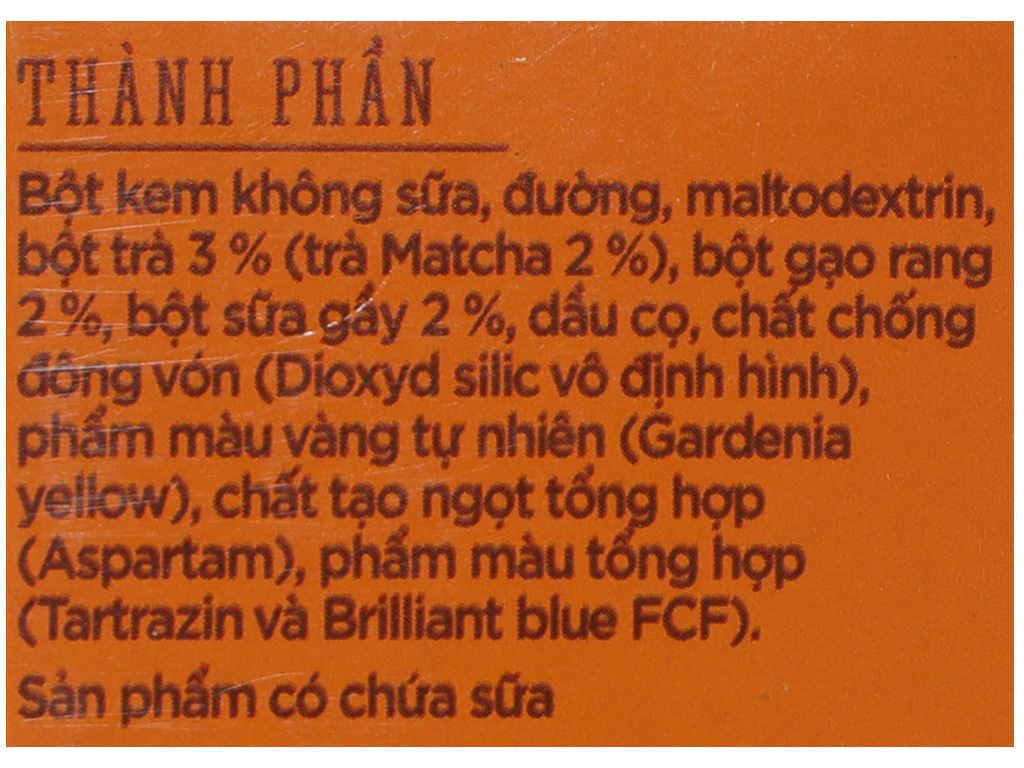 THÀNH PHẦN
Bột kem không sữa, đường, maltodextrin,
bột trà 3 % (trà Matcha 2 %), bột gạo rang
2 %, bột sữa gầy 2 %, dầu cọ, chất chống
đông vón (Dioxyd silic vô định hình),
phẩm màu vàng tự nhiên (Gardenia
yellow), chất tạo ngọt tổng hợp
(Aspartam), phẩm màu tổng hợp
(Tartrazin và Brilliant blue FCF).
Sản phẩm có chứa sữa